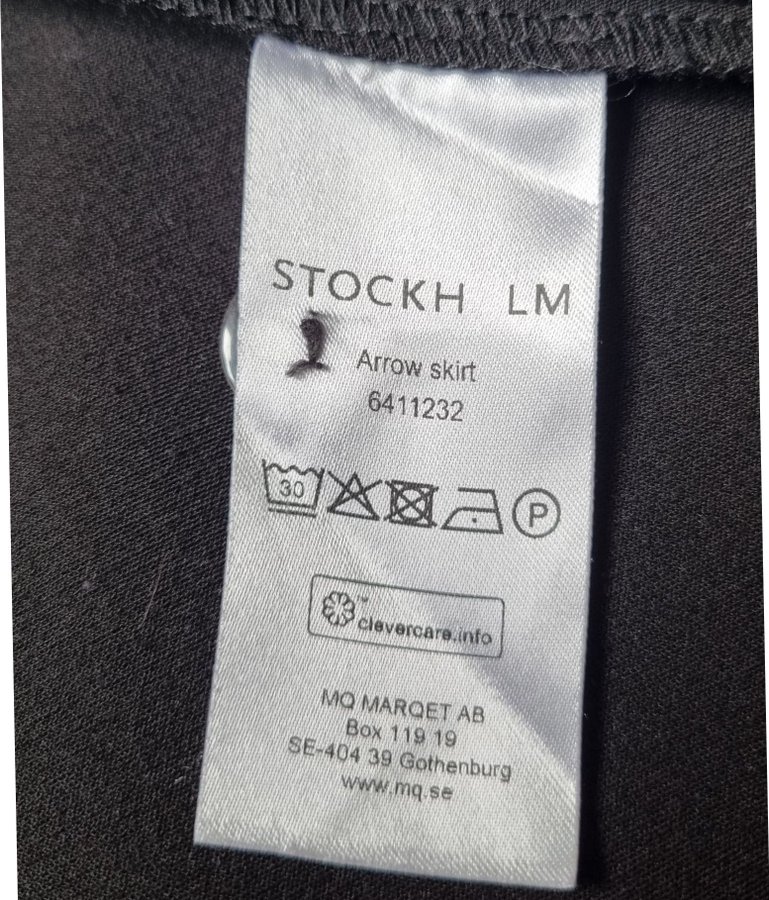 STOCKH LM
Arrow skirt
6411232
30
P
clevercare.info
MQ MARQET AB
Box 119 19
SE-404 39 Gothenburg
www.mq.se